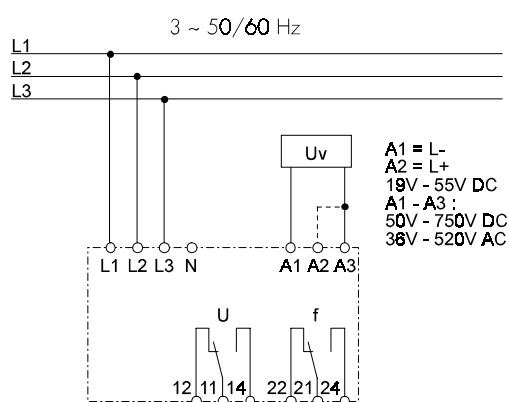 3 ~ 50/60 Hz
L1
L2
L3
Uv
A1 = L-
A2 = L+
19V - 55V DC
A1 - A3 :
50V - 750V DC
36V - 520V AC
L1 L2 L3 N A1 A2 A3
U f
12 11 14 22 21 24